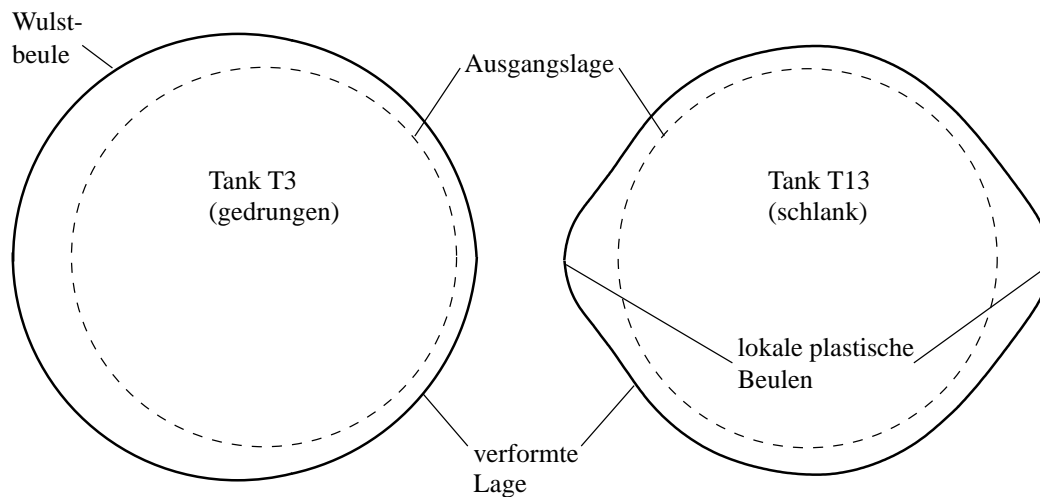 Wulst-
beule
Ausgangslage
Tank T3
(gedrungen)
Tank T13
(schlank)
lokale plastische
Beulen
verformte
Lage